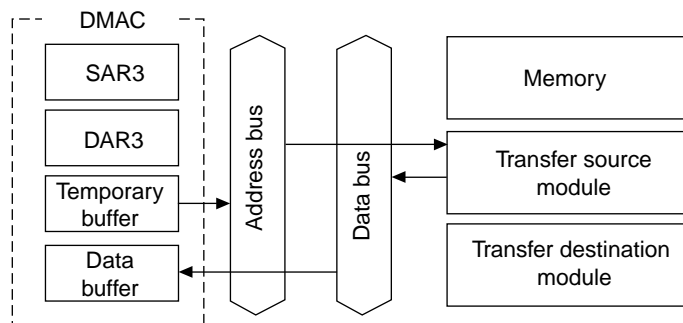 DMAC
SAR3
DAR3
Temporary
buffer
Data
buffer
Address bus
Data bus
Memory
Transfer source
module
Transfer destination
module